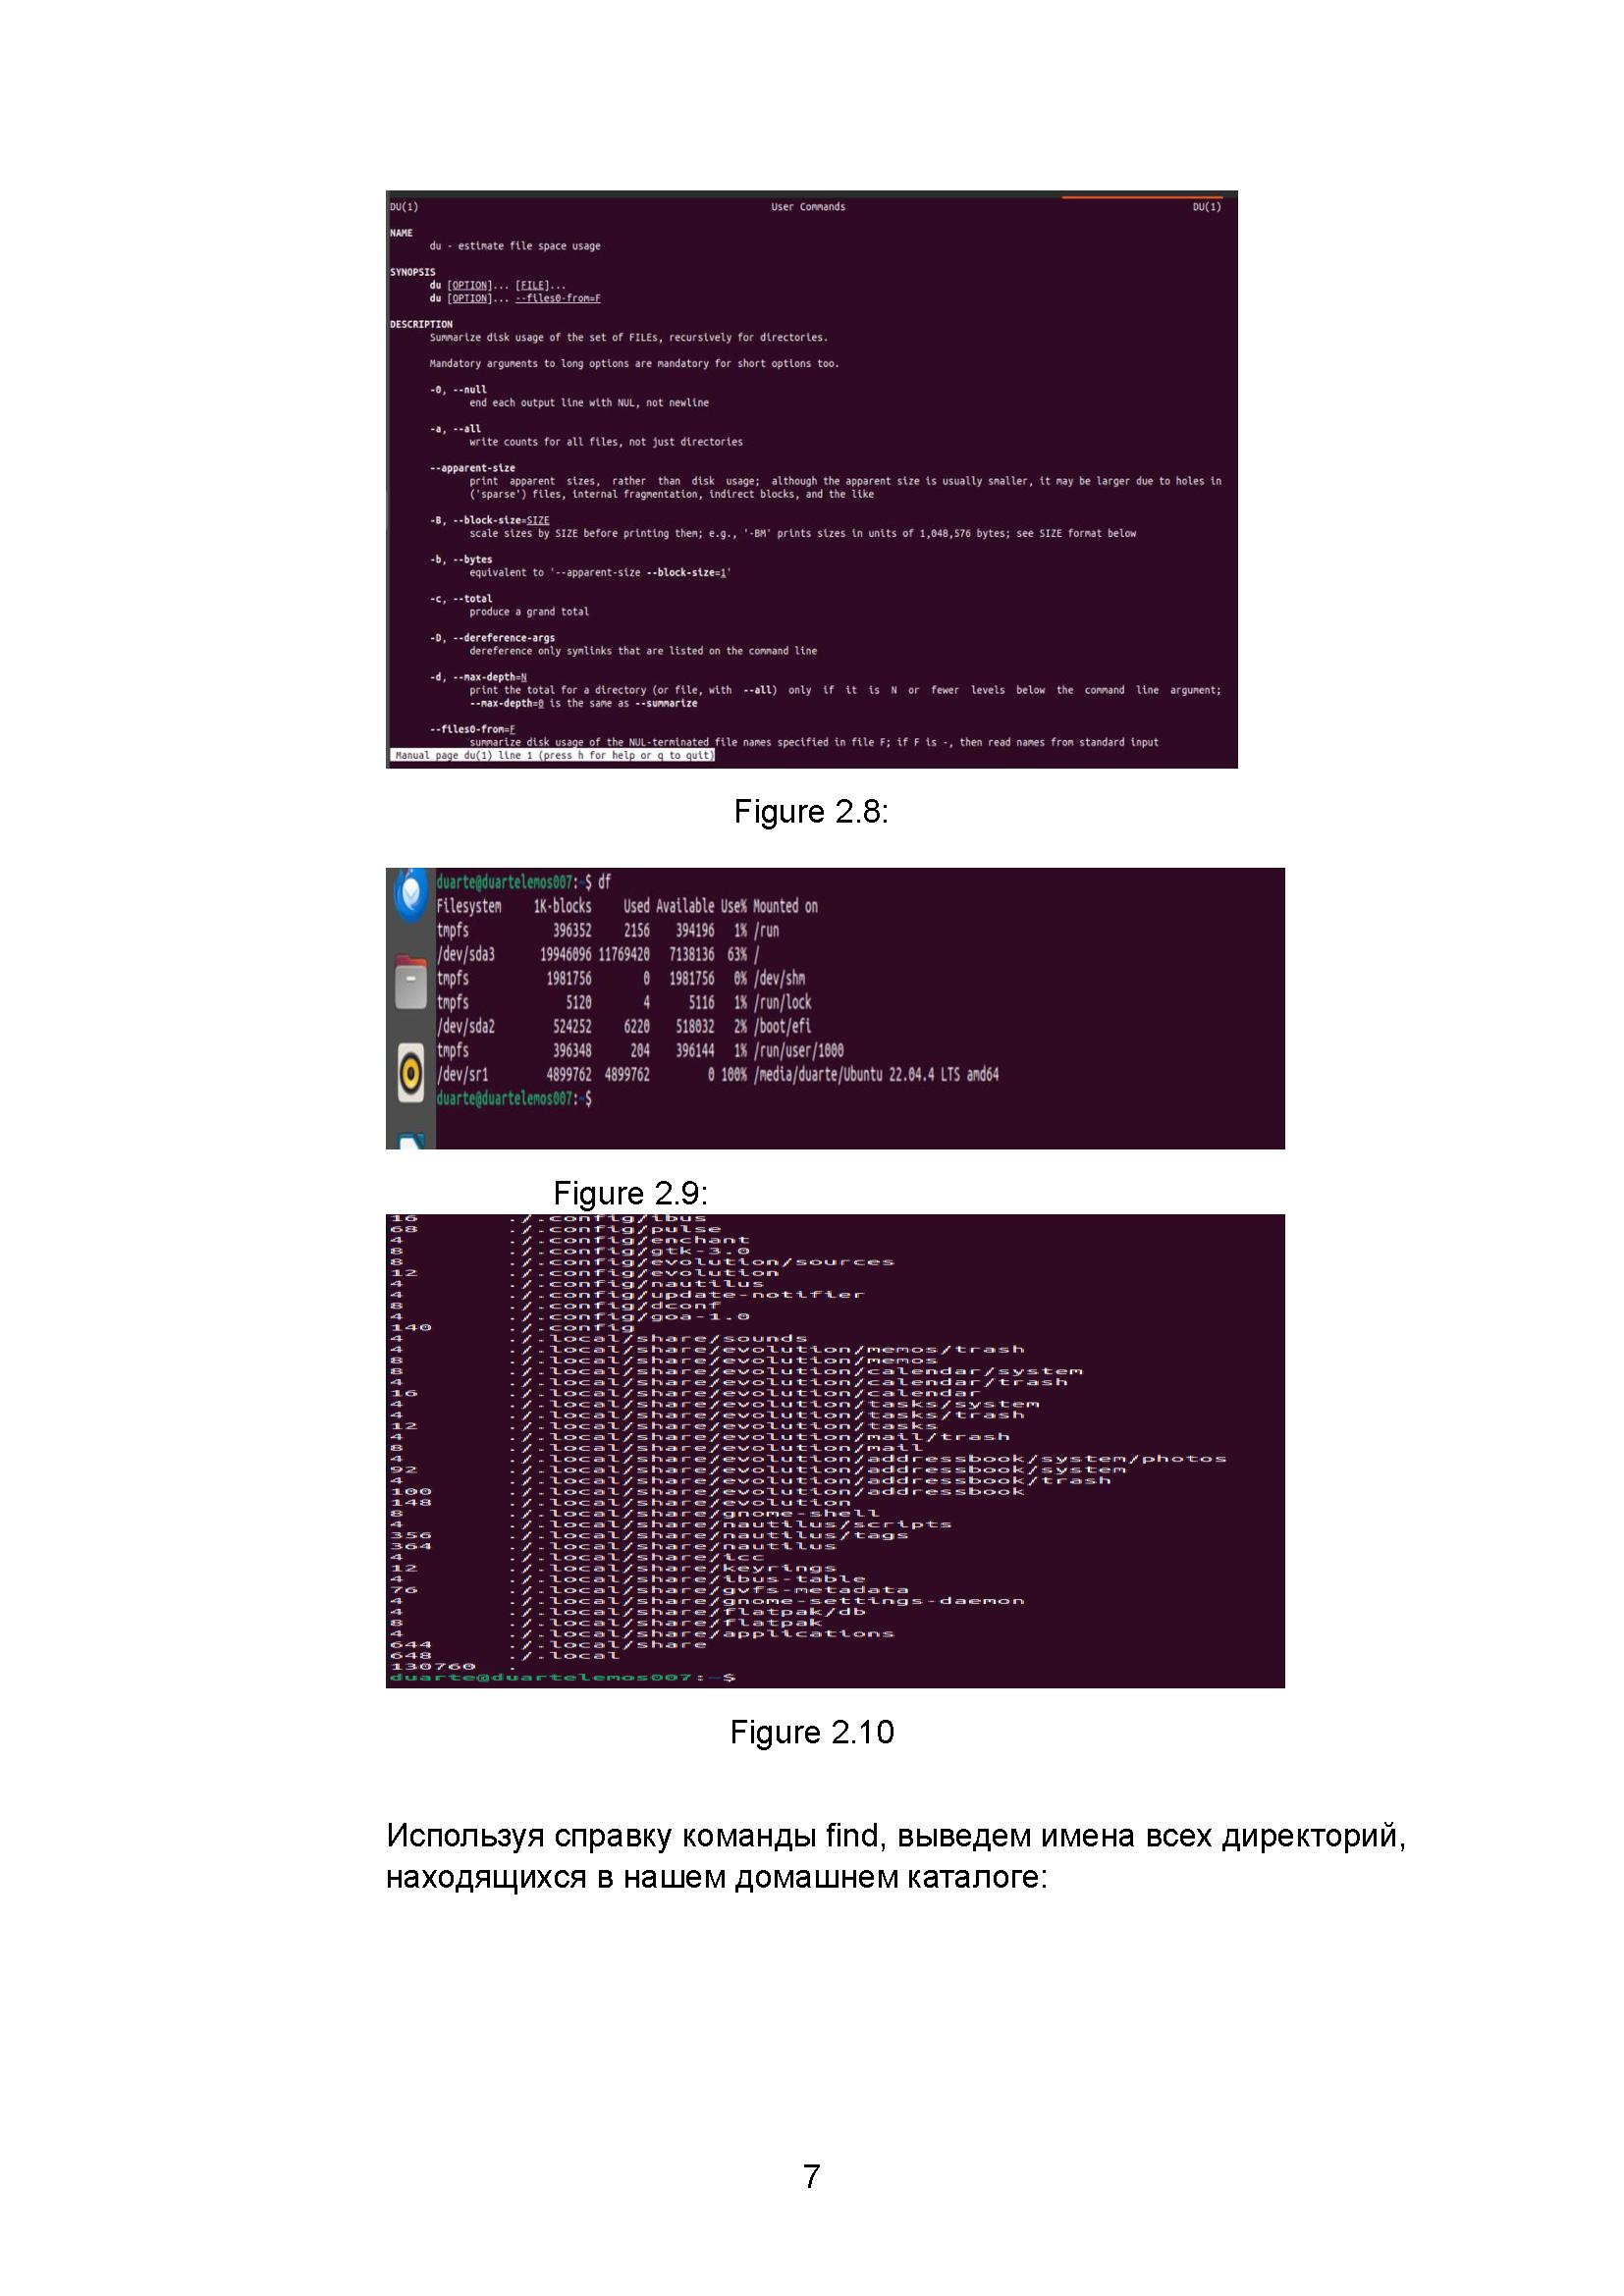 DU(1) User Commands DU(1)
NAME
du - estimate file space usage
SYNOPSIS
du [OPTION]... [FILE]...
du [OPTION]... --files0-from=F
DESCRIPTION
Summarize disk usage of the set of FILEs, recursively for directories.
Mandatory arguments to long options are mandatory for short options too.
-0, --null
end each output line with NUL, not newline
-a, --all
write counts for all files, not just directories
--apparent-size
print apparent sizes, rather than disk usage; although the apparent size is usually smaller, it may be larger due to holes in
('sparse') files, internal fragmentation, indirect blocks, and the like
-B, --block-size=SIZE
scale sizes by SIZE before printing them; e.g., '-BM' prints sizes in units of 1,048,576 bytes; see SIZE format below
-b, --bytes
equivalent to '--apparent-size --block-size=1'
-c, --total
produce a grand total
-D, --dereference-args
dereference only symlinks that are listed on the command line
-d, --max-depth=N
print the total for a directory (or file, with --all) only if it is N or fewer levels below the command line argument;
--max-depth=0 is the same as --summarize
--files0-from=F
summarize disk usage of the NUL-terminated file names specified in file F; if F is -, then read names from standard input
Manual page du(1) line 1 (press h for help or q to quit)
Figure 2.8:
duarte@duartelemos007:~$ df
Filesystem 1K-blocks Used Available Use% Mounted on
tmpfs 396352 2156 394196 1% /run
/dev/sda3 19946096 11769420 7138136 63% /
tmpfs 1981756 0 1981756 0% /dev/shm
tmpfs 5120 4 5116 1% /run/lock
/dev/sda2 524252 6220 518032 2% /boot/efi
tmpfs 396348 204 396144 1% /run/user/1000
/dev/sr1 4899762 4899762 0 100% /media/duarte/Ubuntu 22.04.4 LTS amd64
duarte@duartelemos007:~$
Figure 2.9:
16 ./.config/ibus
68 ./.config/pulse
4 ./.config/enchant
8 ./.config/gtk-3.0
8 ./.config/evolution/sources
12 ./.config/evolution
4 ./.config/nautilus
4 ./.config/update-notifier
8 ./.config/dconf
4 ./.config/goa-1.0
140 ./.config
4 ./.local/share/sounds
4 ./.local/share/evolution/memos/trash
8 ./.local/share/evolution/memos
8 ./.local/share/evolution/calendar/system
4 ./.local/share/evolution/calendar/trash
16 ./.local/share/evolution/calendar
4 ./.local/share/evolution/tasks/system
4 ./.local/share/evolution/tasks/trash
12 ./.local/share/evolution/tasks
4 ./.local/share/evolution/mail/trash
8 ./.local/share/evolution/mail
4 ./.local/share/evolution/addressbook/system/photos
92 ./.local/share/evolution/addressbook/system
4 ./.local/share/evolution/addressbook/trash
100 ./.local/share/evolution/addressbook
148 ./.local/share/evolution
8 ./.local/share/gnome-shell
4 ./.local/share/nautilus/scripts
356 ./.local/share/nautilus/tags
364 ./.local/share/nautilus
4 ./.local/share/icc
12 ./.local/share/keyrings
4 ./.local/share/ibus-table
76 ./.local/share/gvfs-metadata
4 ./.local/share/gnome-settings-daemon
4 ./.local/share/flatpak/db
8 ./.local/share/flatpak
4 ./.local/share/applications
644 ./.local/share
648 ./.local
130760 .
duarte@duartelemos007:~$
Figure 2.10
Используя справку команды find, выведем имена всех директорий,
находящихся в нашем домашнем каталоге:
7